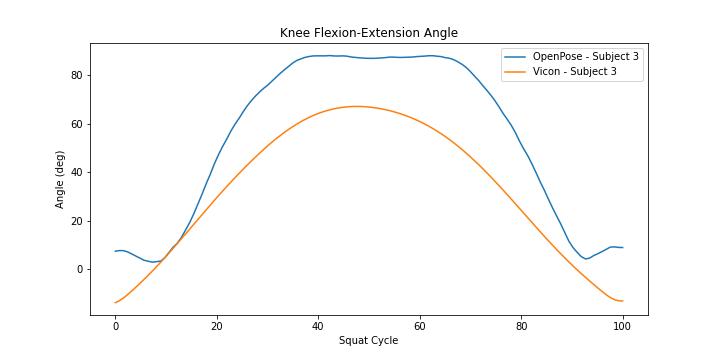 Knee Flexion-Extension Angle
OpenPose - Subject 3
Vicon - Subject 3
Angle (deg)
80
60
40
20
0
0 20 40 60 80 100
Squat Cycle